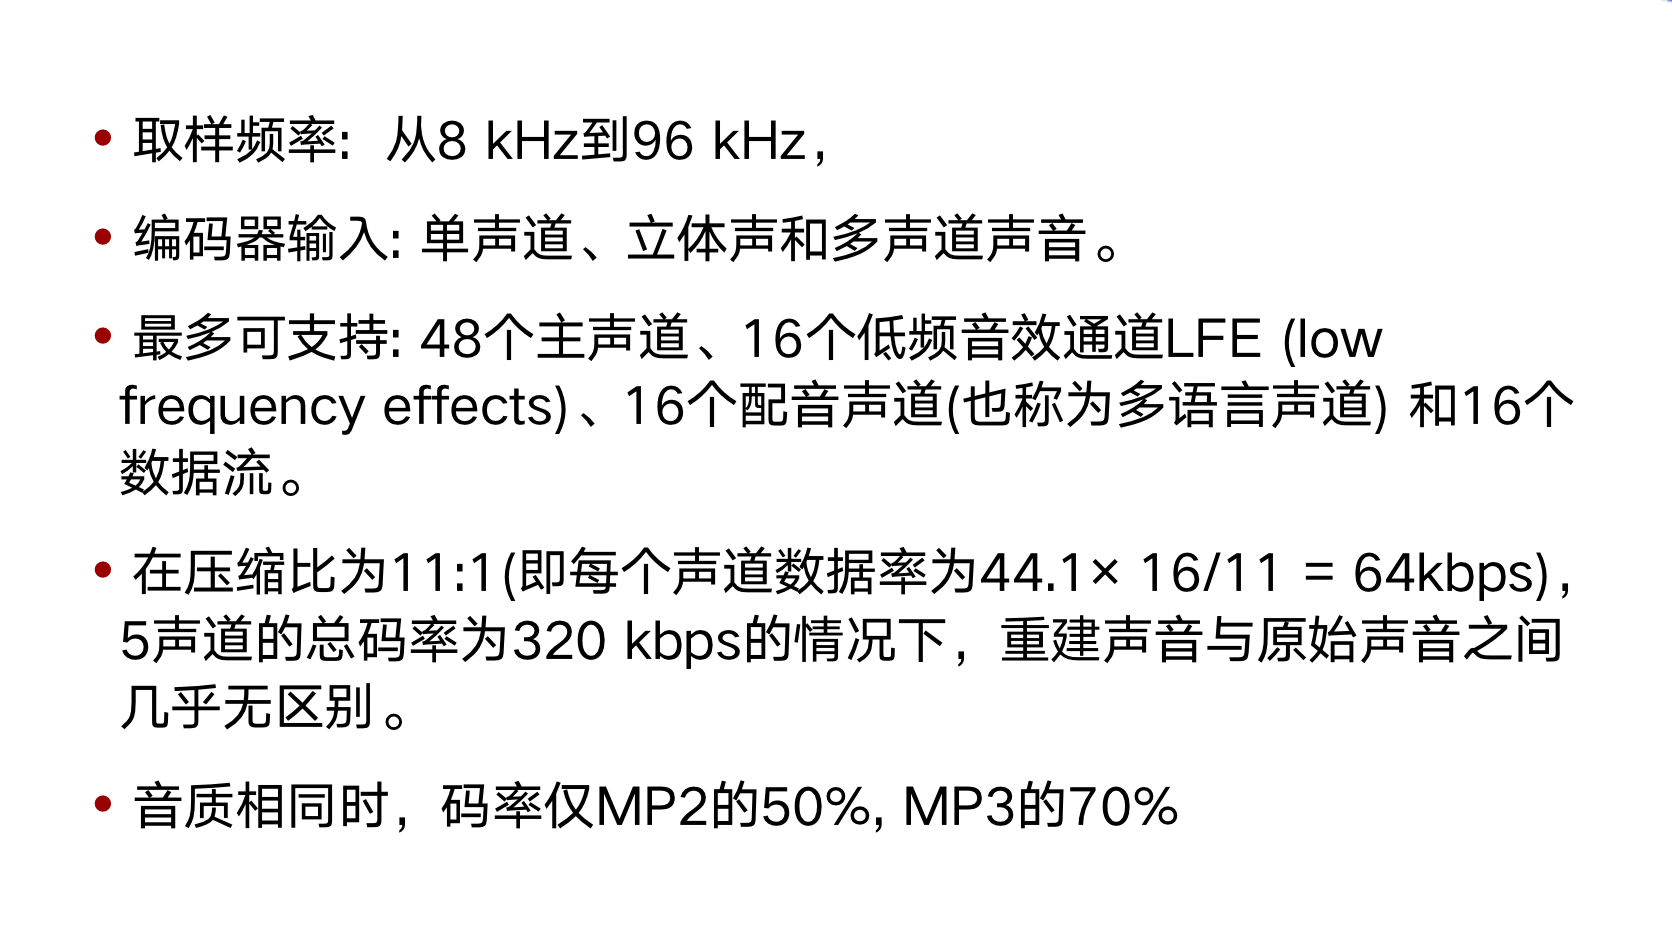 • 取样频率: 从8 kHz到96 kHz，
• 编码器输入: 单声道、立体声和多声道声音。
• 最多可支持: 48个主声道、16个低频音效通道LFE (low
frequency effects)、16个配音声道(也称为多语言声道) 和16个
数据流。
• 在压缩比为11:1(即每个声道数据率为44.1× 16/11 = 64kbps)，
5声道的总码率为320 kbps的情况下，重建声音与原始声音之间
几乎无区别。
• 音质相同时，码率仅MP2的50%, MP3的70%